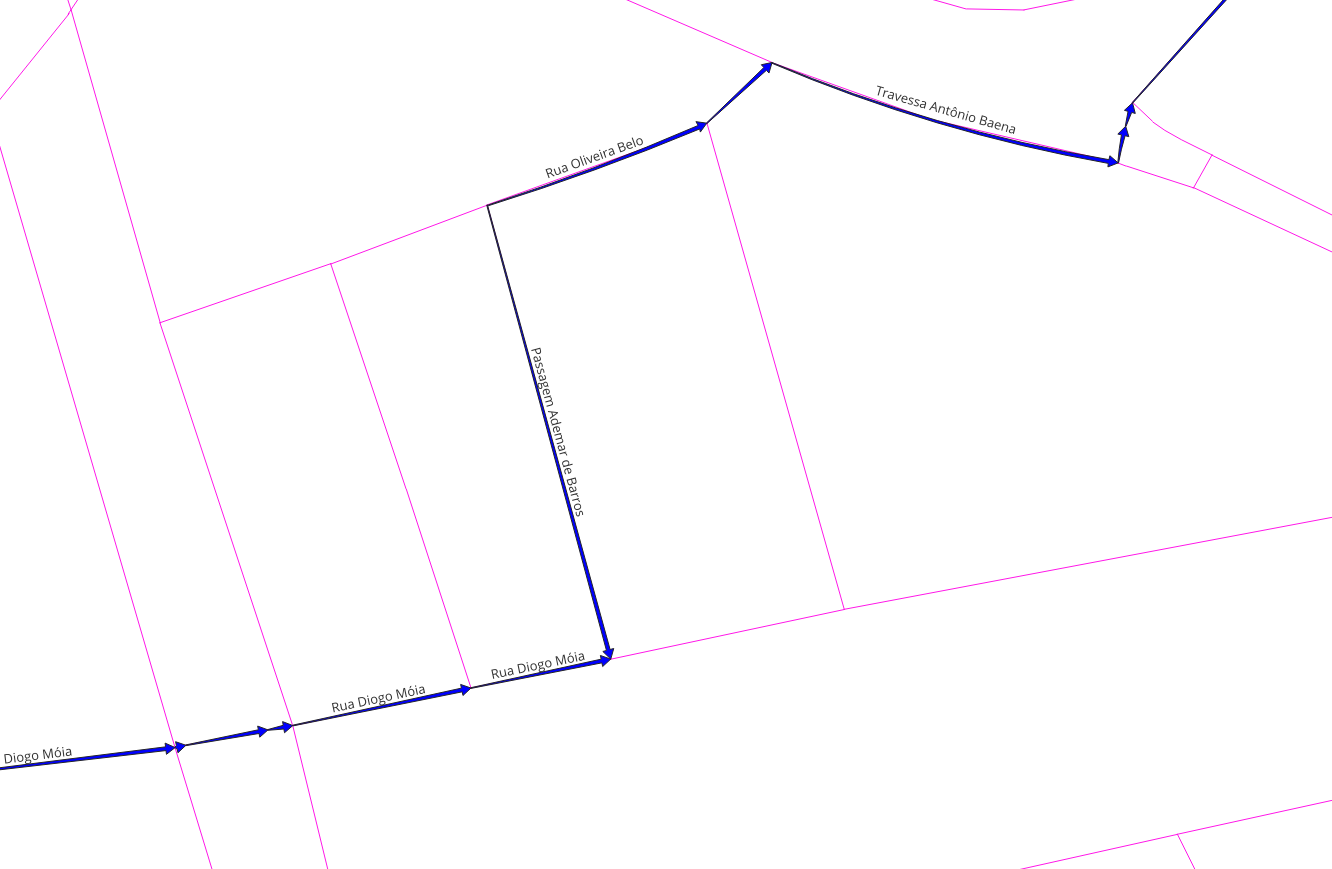 Travessa Antônio Baena
Rua Oliveira Belo
Passagem Ademar de Barros
Rua Diogo Móia
Rua Diogo Móia
Diogo Móia